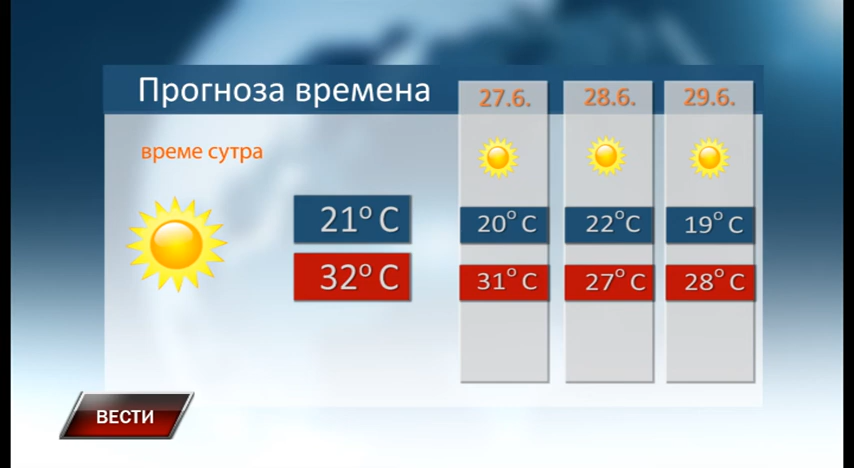 Прогноза времена
време сутра
21° C
32° C
27.6.
28.6.
29.6.
20° C
22°C
19° C
31° C
27° C
28° C
ВЕСТИ